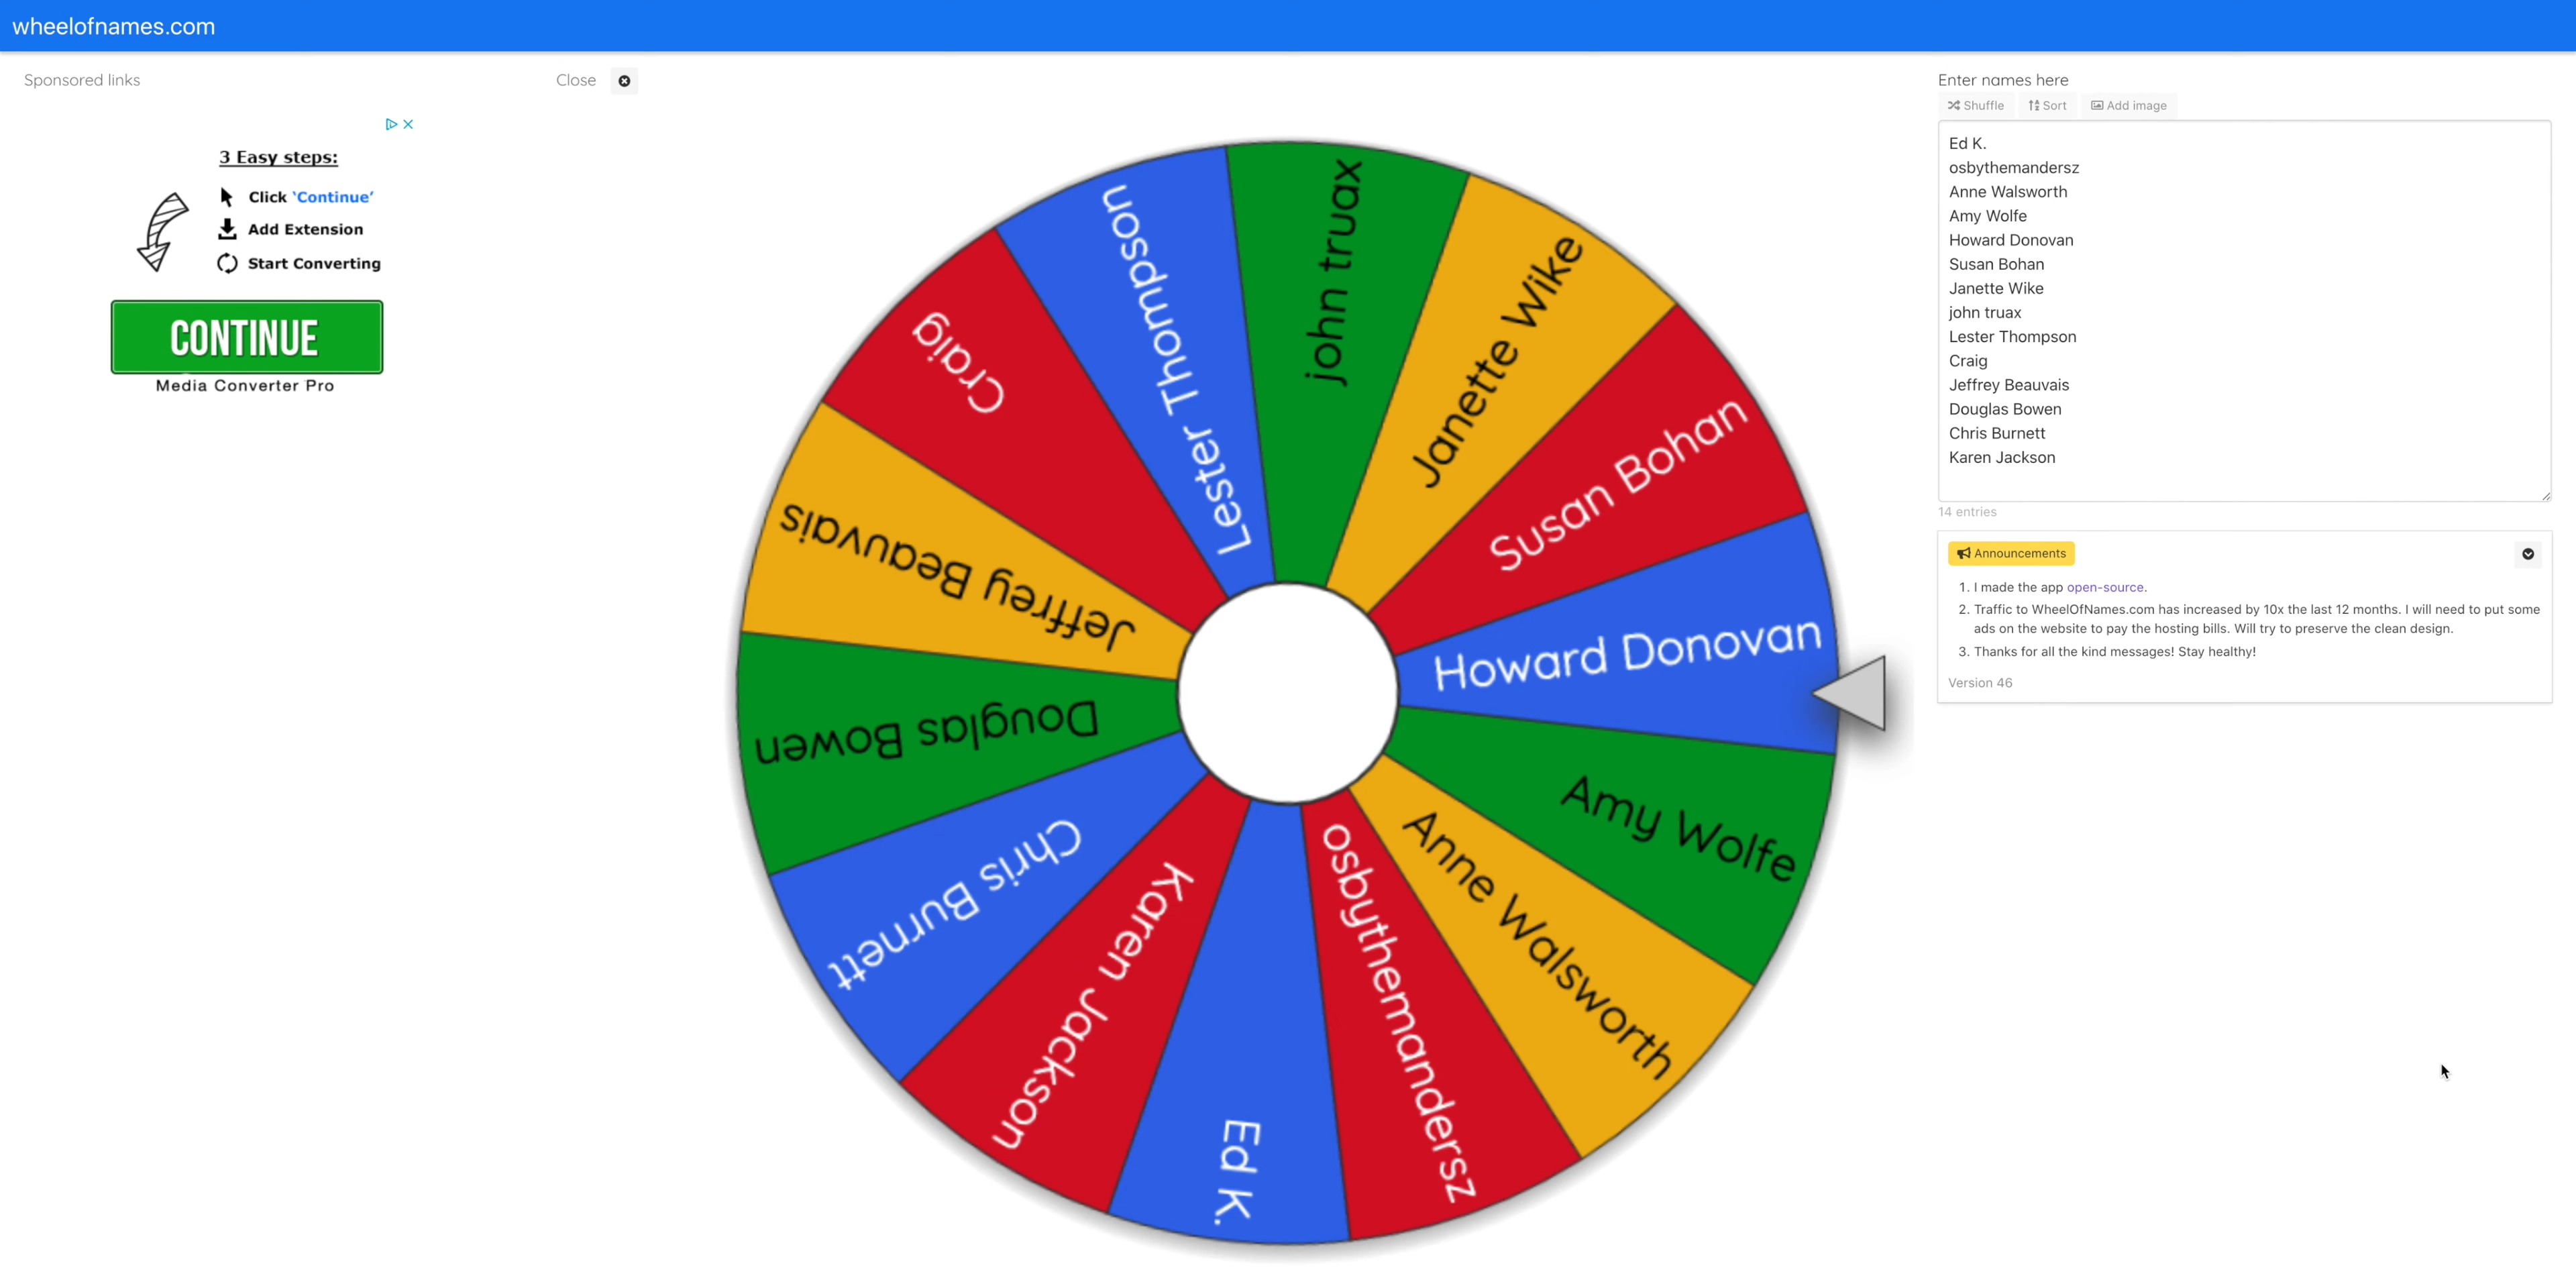 wheelofnames.com
Sponsored links
Close
3 Easy steps:
Click ‘Continue’
Add Extension
Start Converting
CONTINUE
Media Converter Pro
john truax
Janette Wike
Susan Bohan
Howard Donovan
Amy Wolfe
Anne Walsworth
osbythemandersz
Ed K.
Karen Jackson
Chris Burnett
Douglas Bowen
Jeffrey Beauvais
Craig
Lester Thompson
Enter names here
Shuffle Sort Add image
Ed K.
osbythemandersz
Anne Walsworth
Amy Wolfe
Howard Donovan
Susan Bohan
Janette Wike
john truax
Lester Thompson
Craig
Jeffrey Beauvais
Douglas Bowen
Chris Burnett
Karen Jackson
14 entries
Announcements
1. I made the app open-source.
2. Traffic to WheelOfNames.com has increased by 10x the last 12 months. I will need to put some
ads on the website to pay the hosting bills. Will try to preserve the clean design.
3. Thanks for all the kind messages! Stay healthy!
Version 46